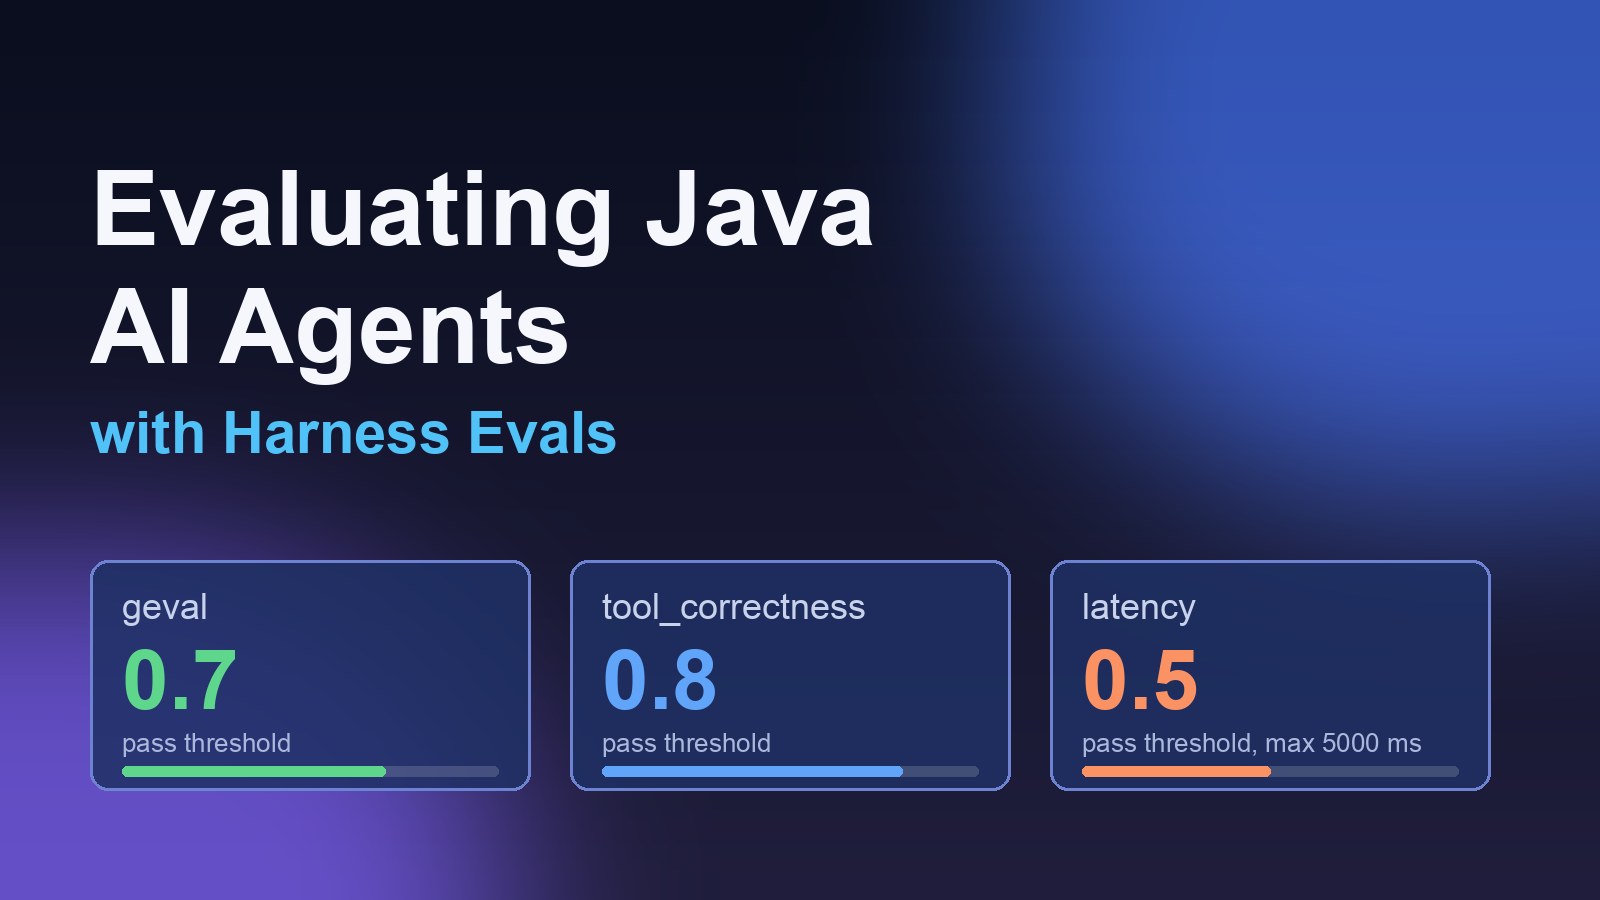 Evaluating Java
AI Agents
with Harness Evals
geval
0.7
pass threshold
tool_correctness
0.8
pass threshold
latency
0.5
pass threshold, max 5000 ms